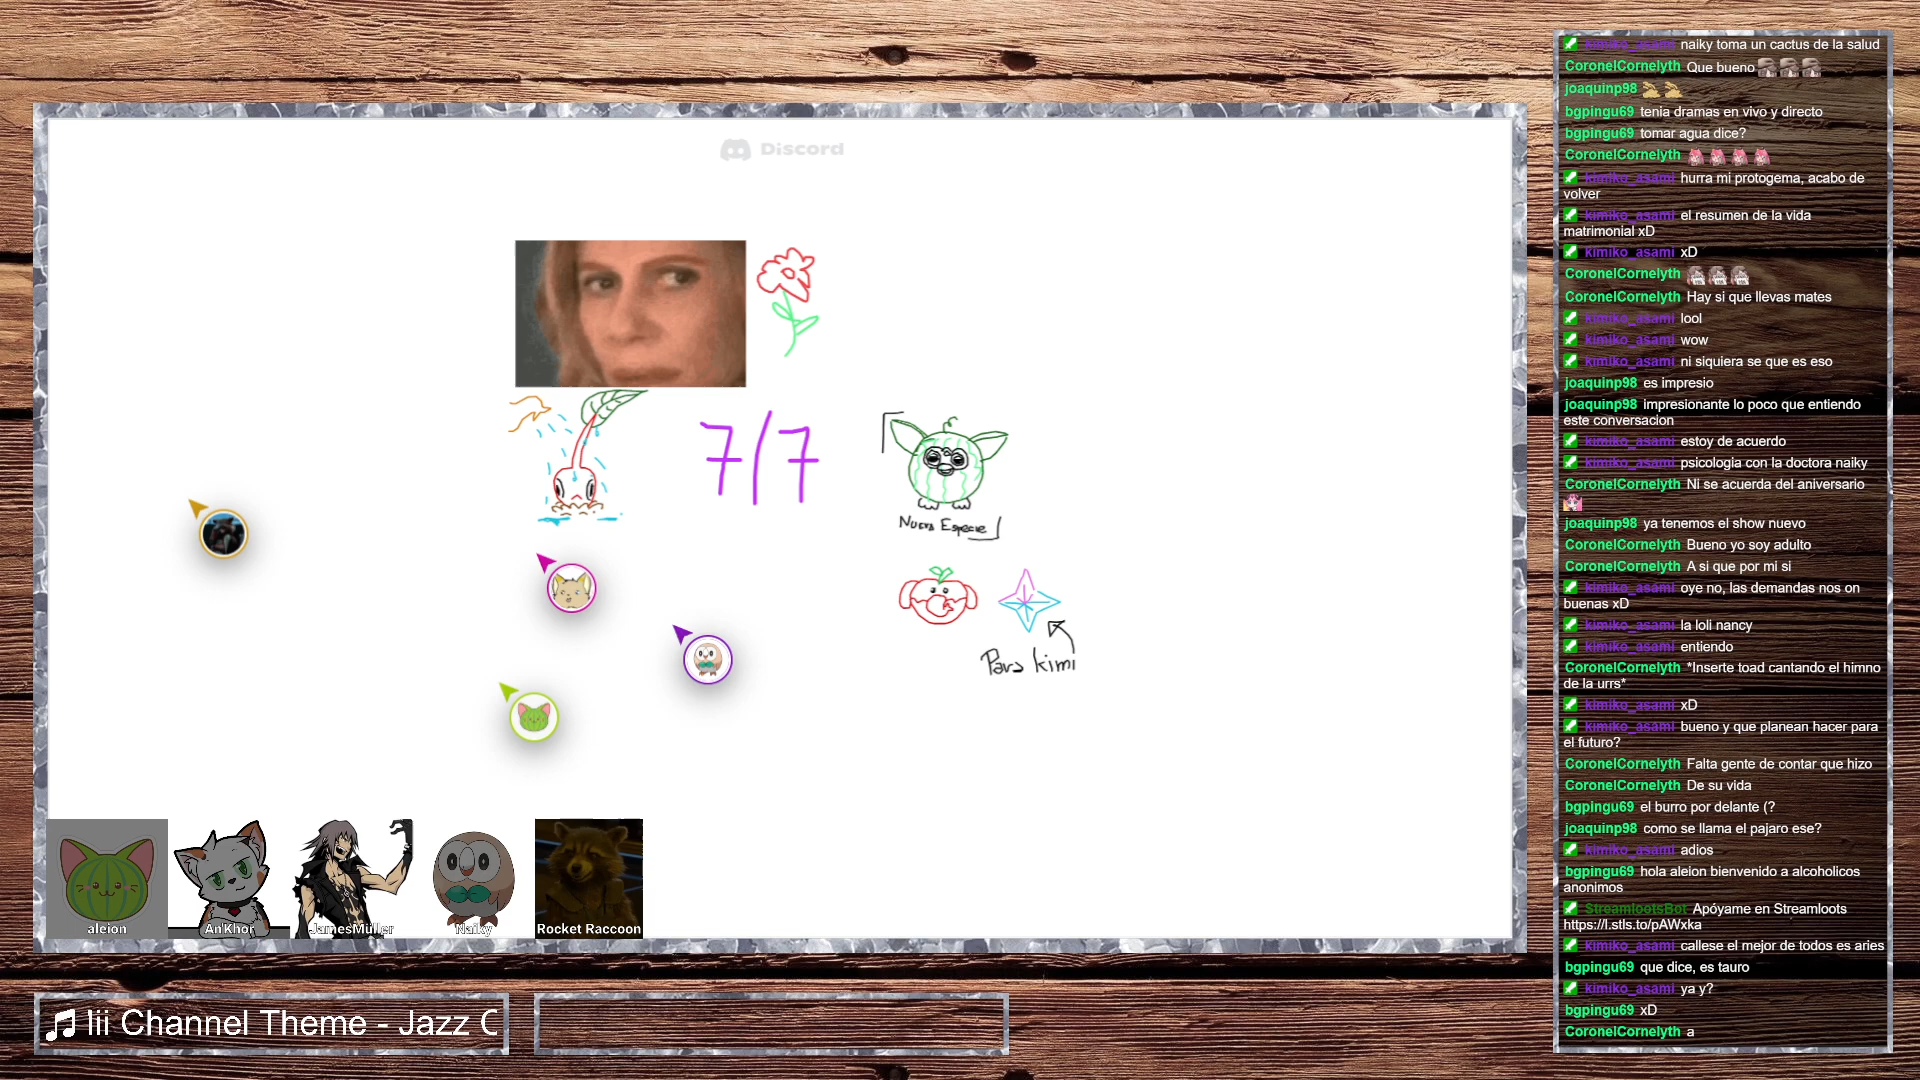 Discord
7/7
Nueva Especie
Para kimi
aleion
An'Khor
JamesMüller
Naiky
Rocket Raccoon
Iii Channel Theme - Jazz C
kimiko_asami naiky toma un cactus de la salud
CoronelCornelyth Que bueno
joaquinp98
bgpingu69 tenia dramas en vivo y directo
bgpingu69 tomar agua dice?
CoronelCornelyth
kimiko_asami hurra mi protogema, acabo de
volver
kimiko_asami el resumen de la vida
matrimonial xD
kimiko_asami xD
CoronelCornelyth
CoronelCornelyth Hay si que llevas mates
kimiko_asami lool
kimiko_asami wow
kimiko_asami ni siquiera se que es eso
joaquinp98 es impresio
joaquinp98 impresionante lo poco que entiendo
este conversacion
kimiko_asami estoy de acuerdo
kimiko_asami psicologia con la doctora naiky
CoronelCornelyth Ni se acuerda del aniversario
joaquinp98 ya tenemos el show nuevo
CoronelCornelyth Bueno yo soy adulto
CoronelCornelyth A si que por mi si
kimiko_asami oye no, las demandas nos on
buenas xD
kimiko_asami la loli nancy
kimiko_asami entiendo
CoronelCornelyth *Inserte toad cantando el himno
de la urrs*
kimiko_asami xD
kimiko_asami bueno y que planean hacer para
el futuro?
CoronelCornelyth Falta gente de contar que hizo
CoronelCornelyth De su vida
bgpingu69 el burro por delante (?
joaquinp98 como se llama el pajaro ese?
kimiko_asami adios
bgpingu69 hola aleion bienvenido a alcoholicos
anonimos
StreamlootsBot Apóyame en Streamloots
https://l.stls.to/pAWxka
kimiko_asami callese el mejor de todos es aries
bgpingu69 que dice, es tauro
kimiko_asami ya y?
bgpingu69 xD
CoronelCornelyth a